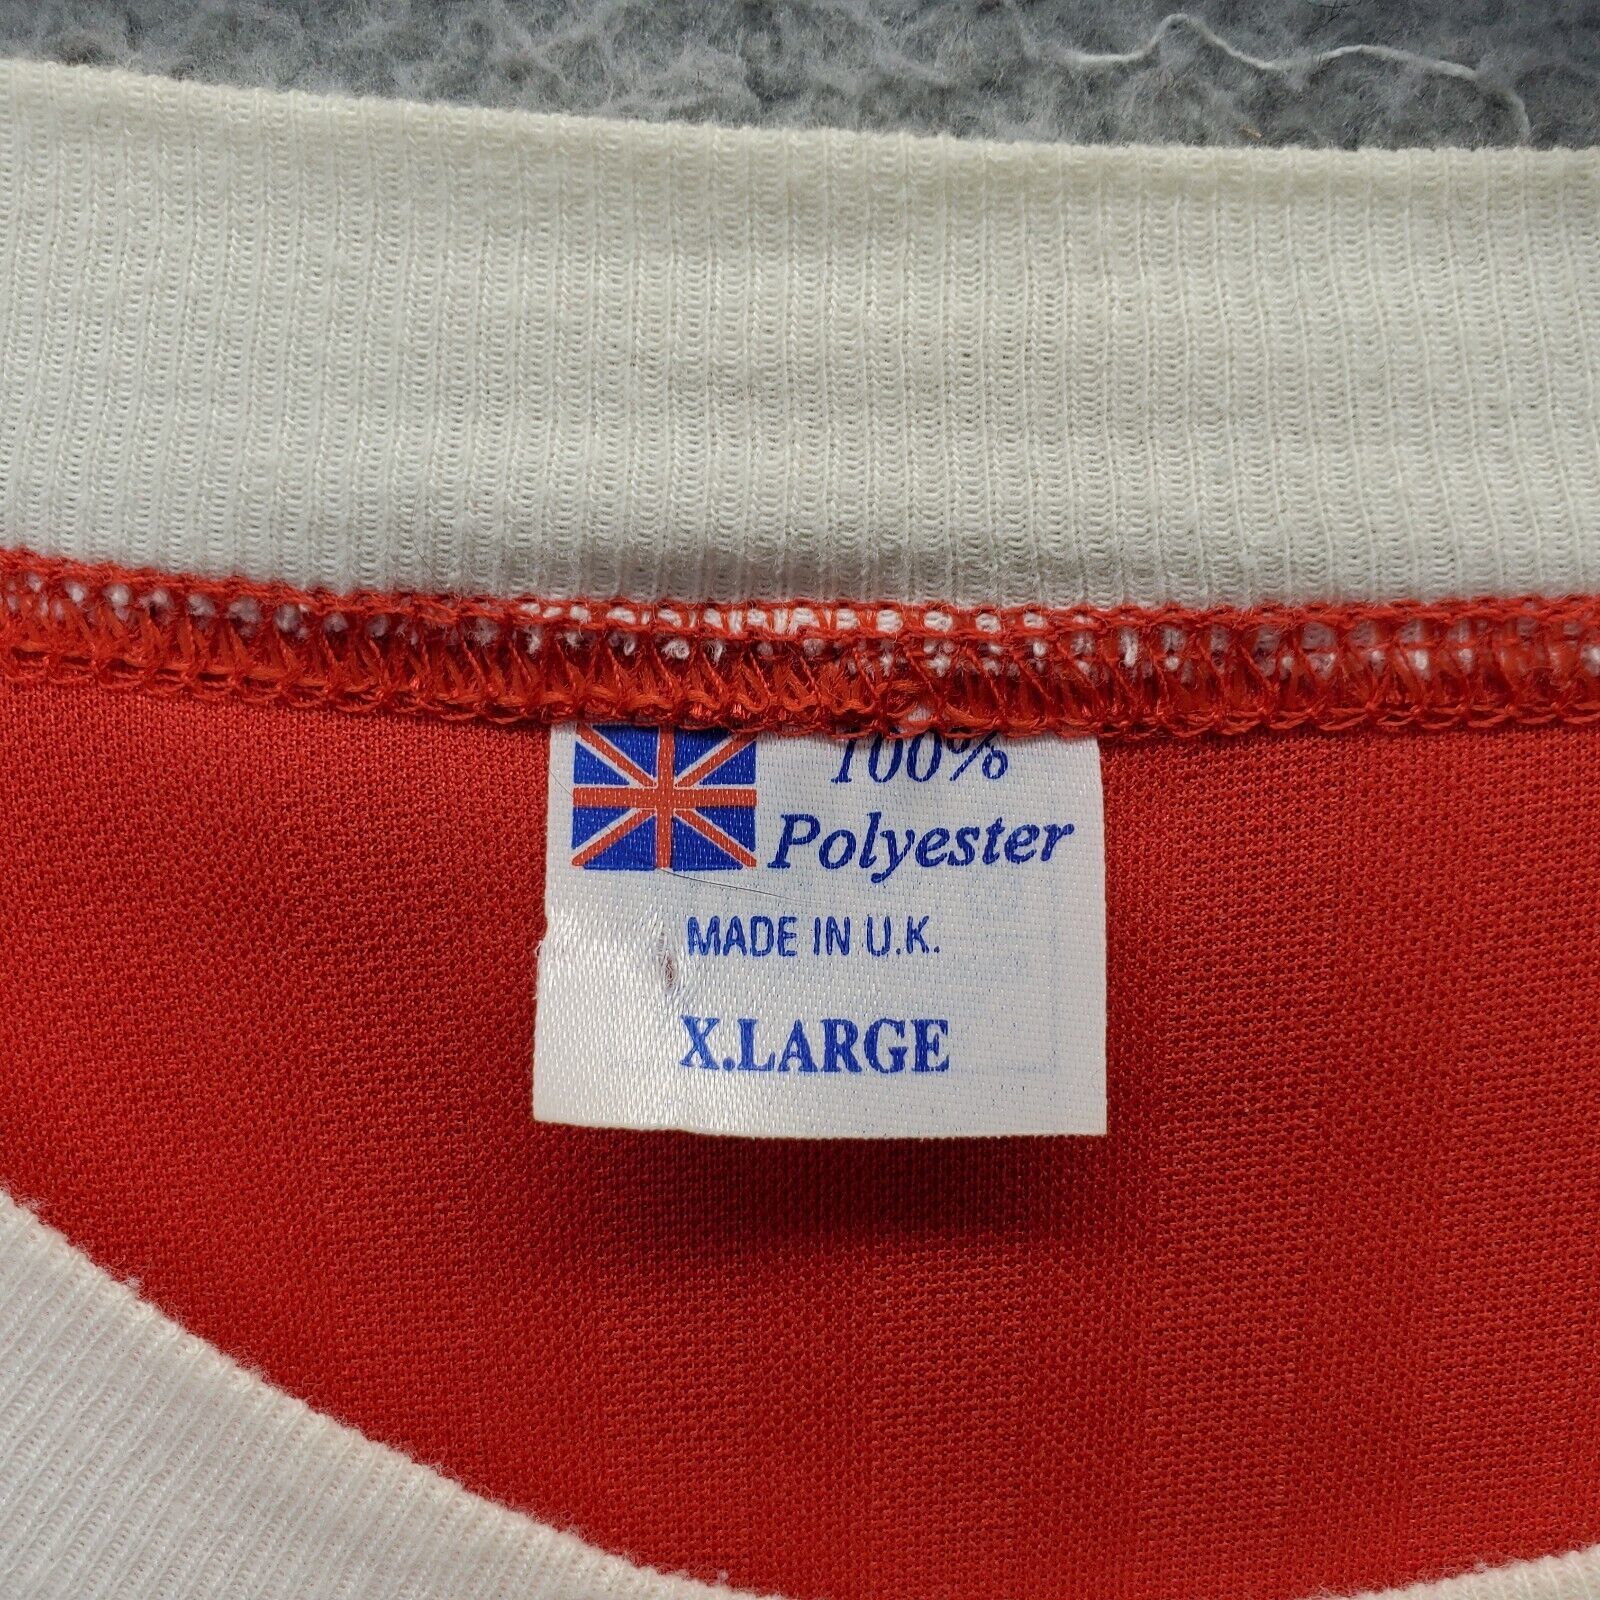 100%
Polyester
MADE IN U.K.
X.LARGE